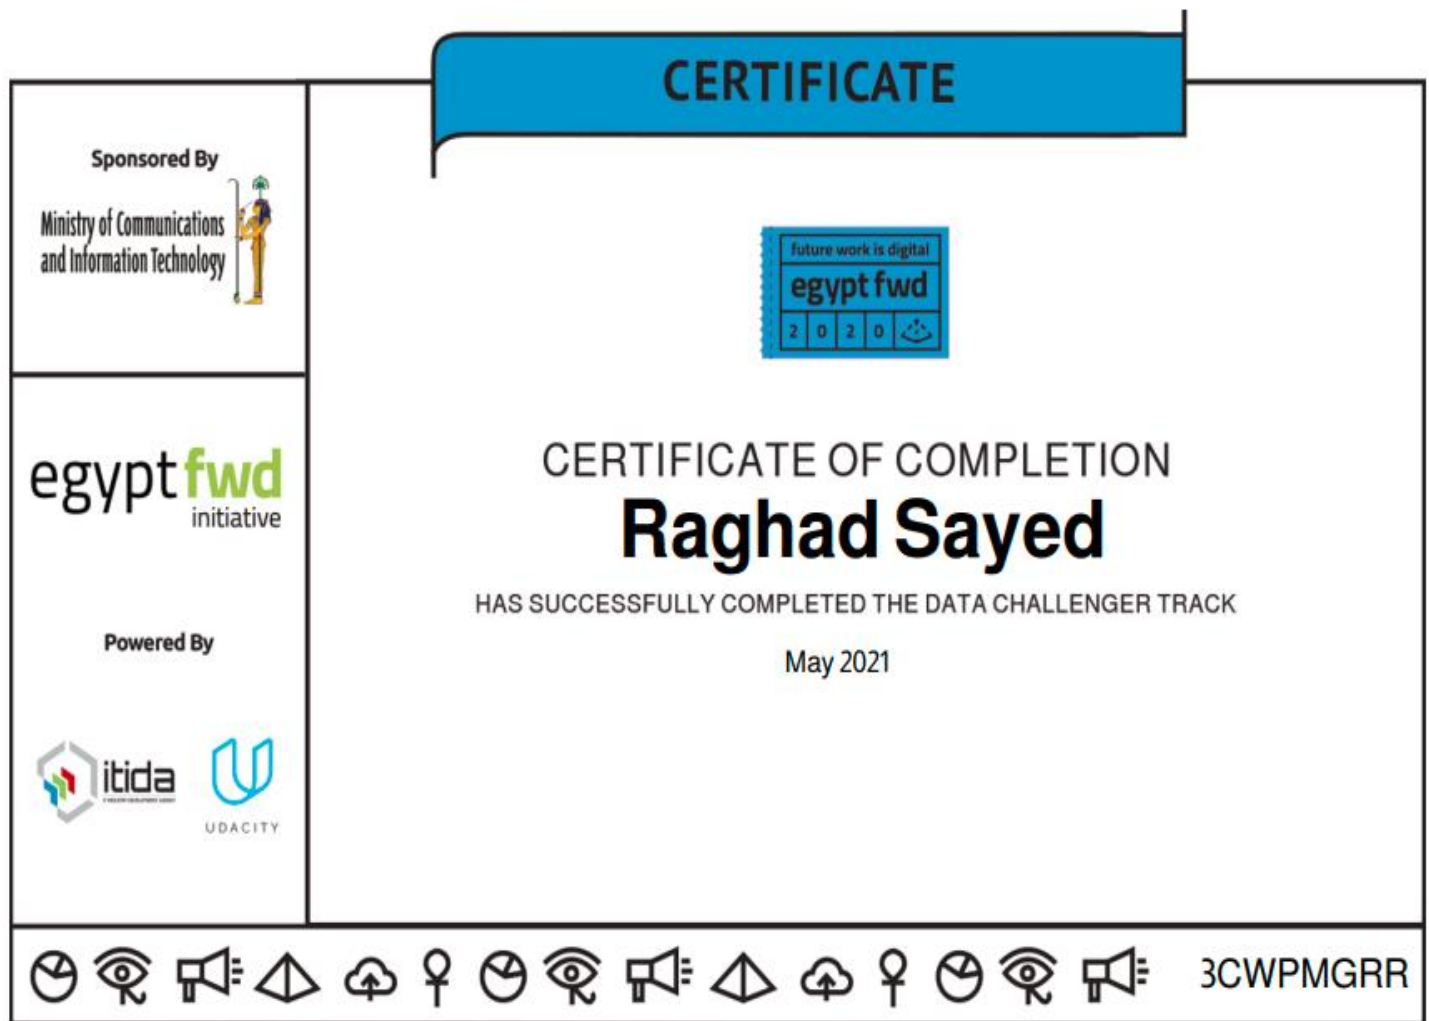 CERTIFICATE
Sponsored By
Ministry of Communications
and Information Technology
egypt fwd
initiative
Powered By
itida
UDACITY
future work is digital
egypt fwd
2 0 2 0
CERTIFICATE OF COMPLETION
Raghad Sayed
HAS SUCCESSFULLY COMPLETED THE DATA CHALLENGER TRACK
May 2021
3CWPMGRR